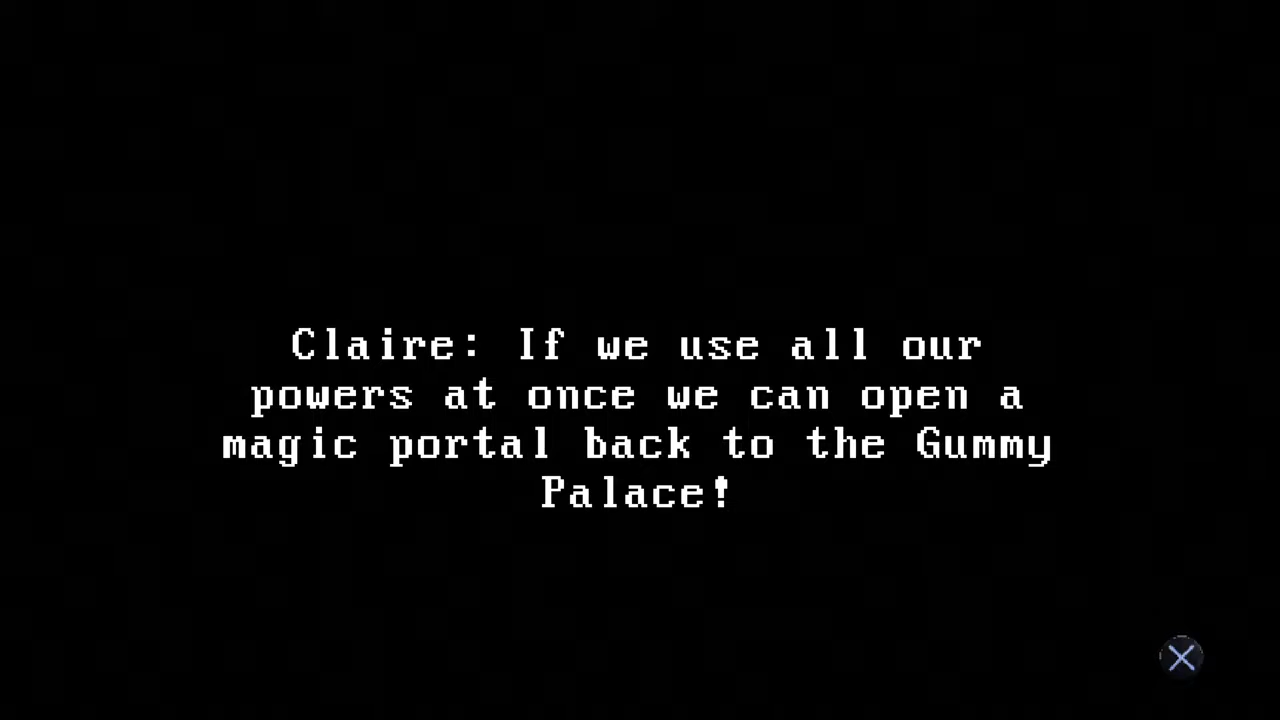 Claire: If we use all our
powers at once we can open a
magic portal back to the Gummy
Palace!